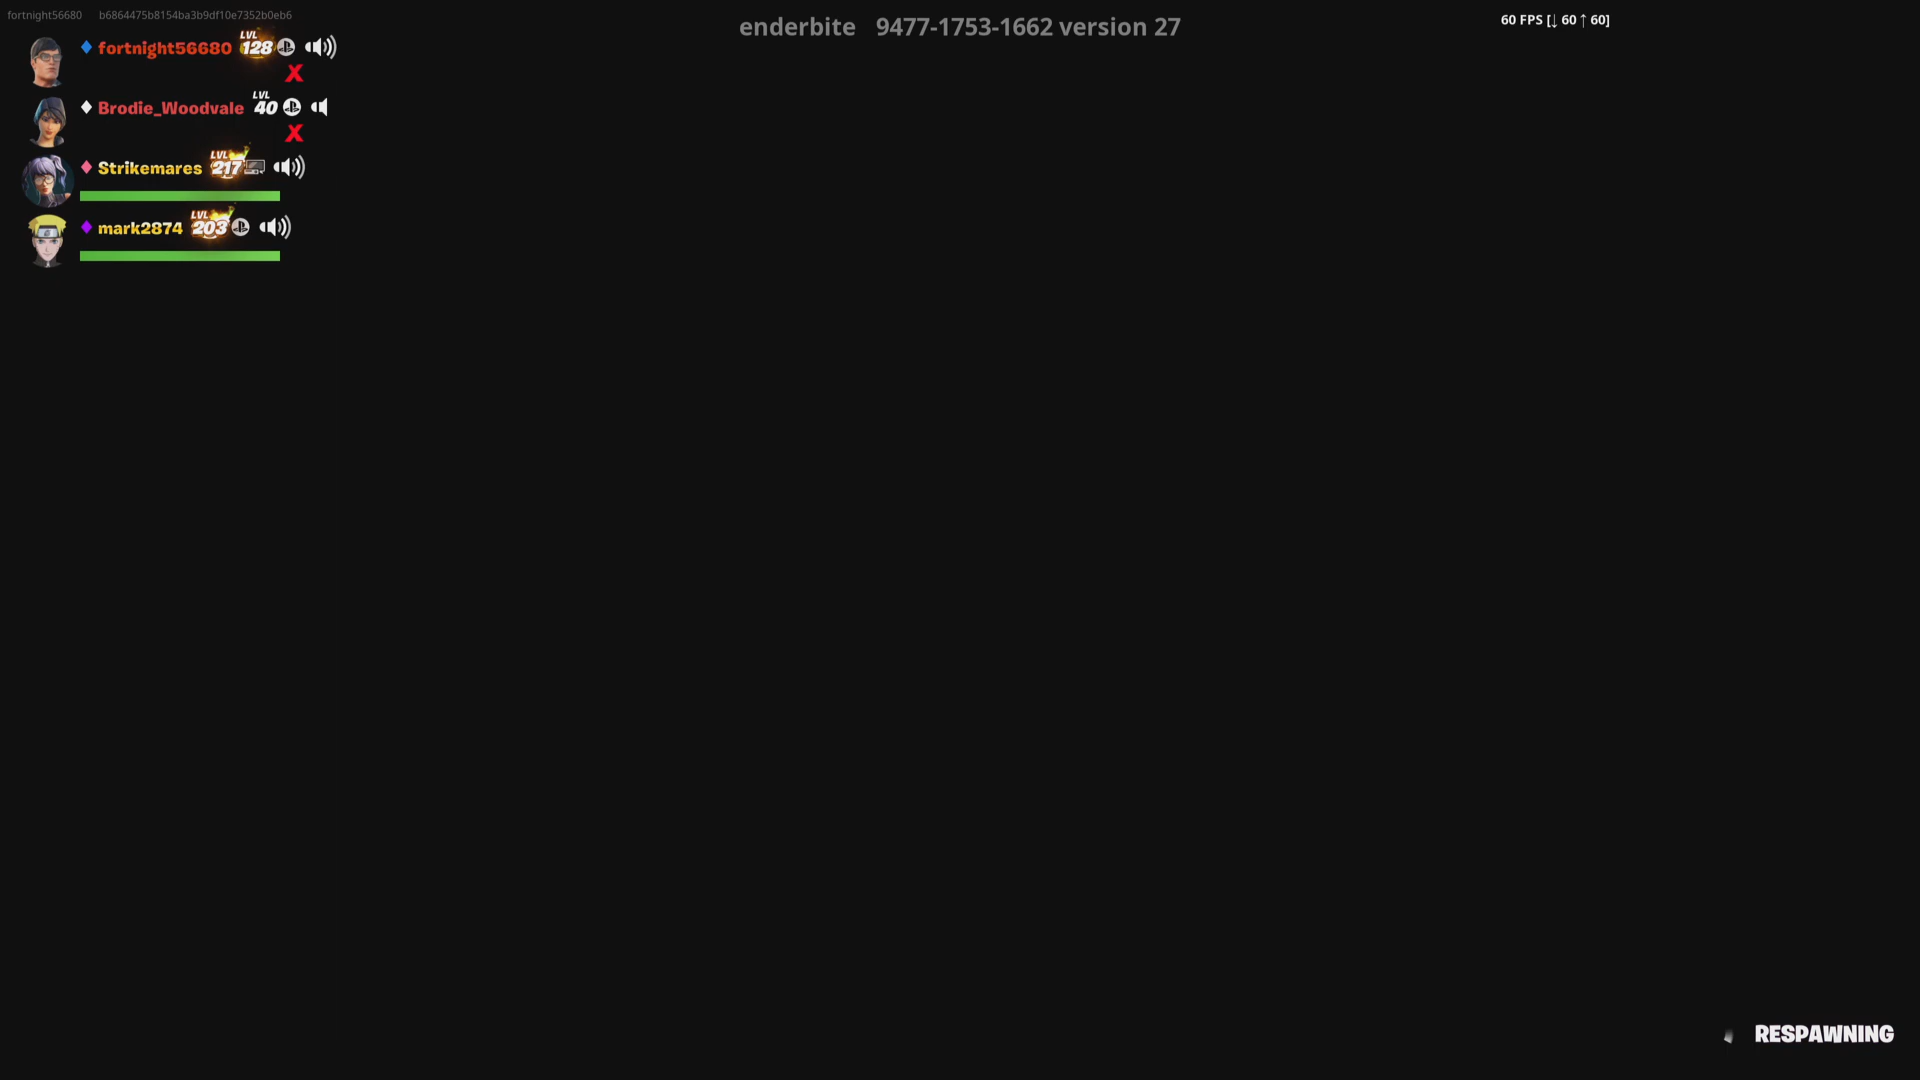 fortnight56680 b6864475b8154ba3b9df10e7352b0eb6
enderbite 9477-1753-1662 version 27
60 FPS [↓ 60 ↑ 60]
fortnight56680 LVL 128
X
Brodie_Woodvale LVL 40
X
Strikemares LVL 217
mark2874 LVL 203
RESPAWNING